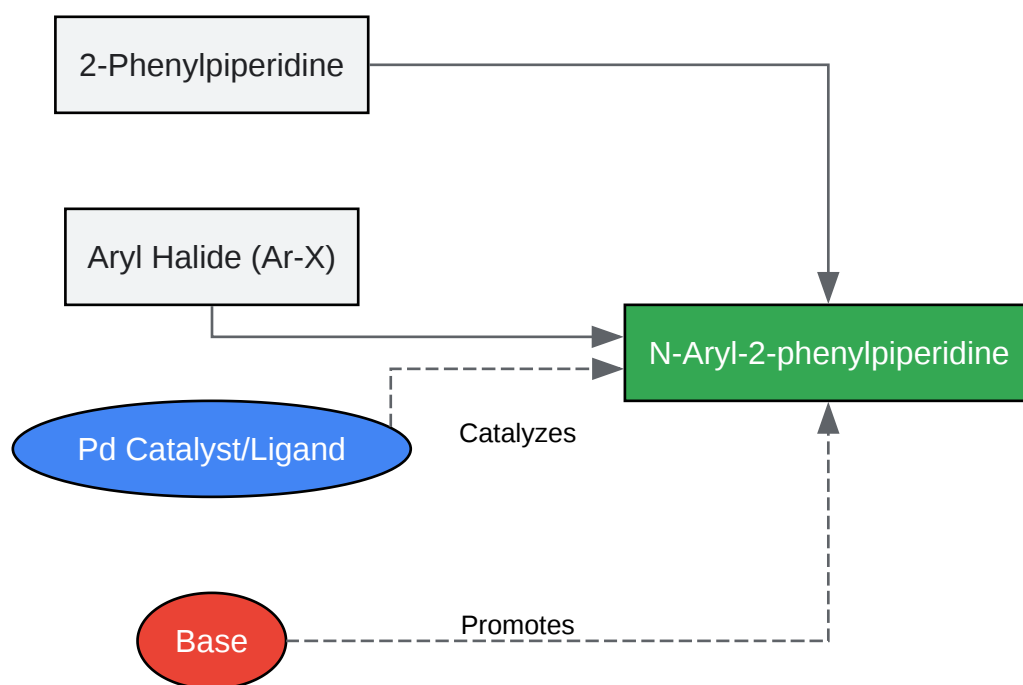 2-Phenylpiperidine
Aryl Halide (Ar-X)
N-Aryl-2-phenylpiperidine
Pd Catalyst/Ligand
Catalyzes
Base
Promotes